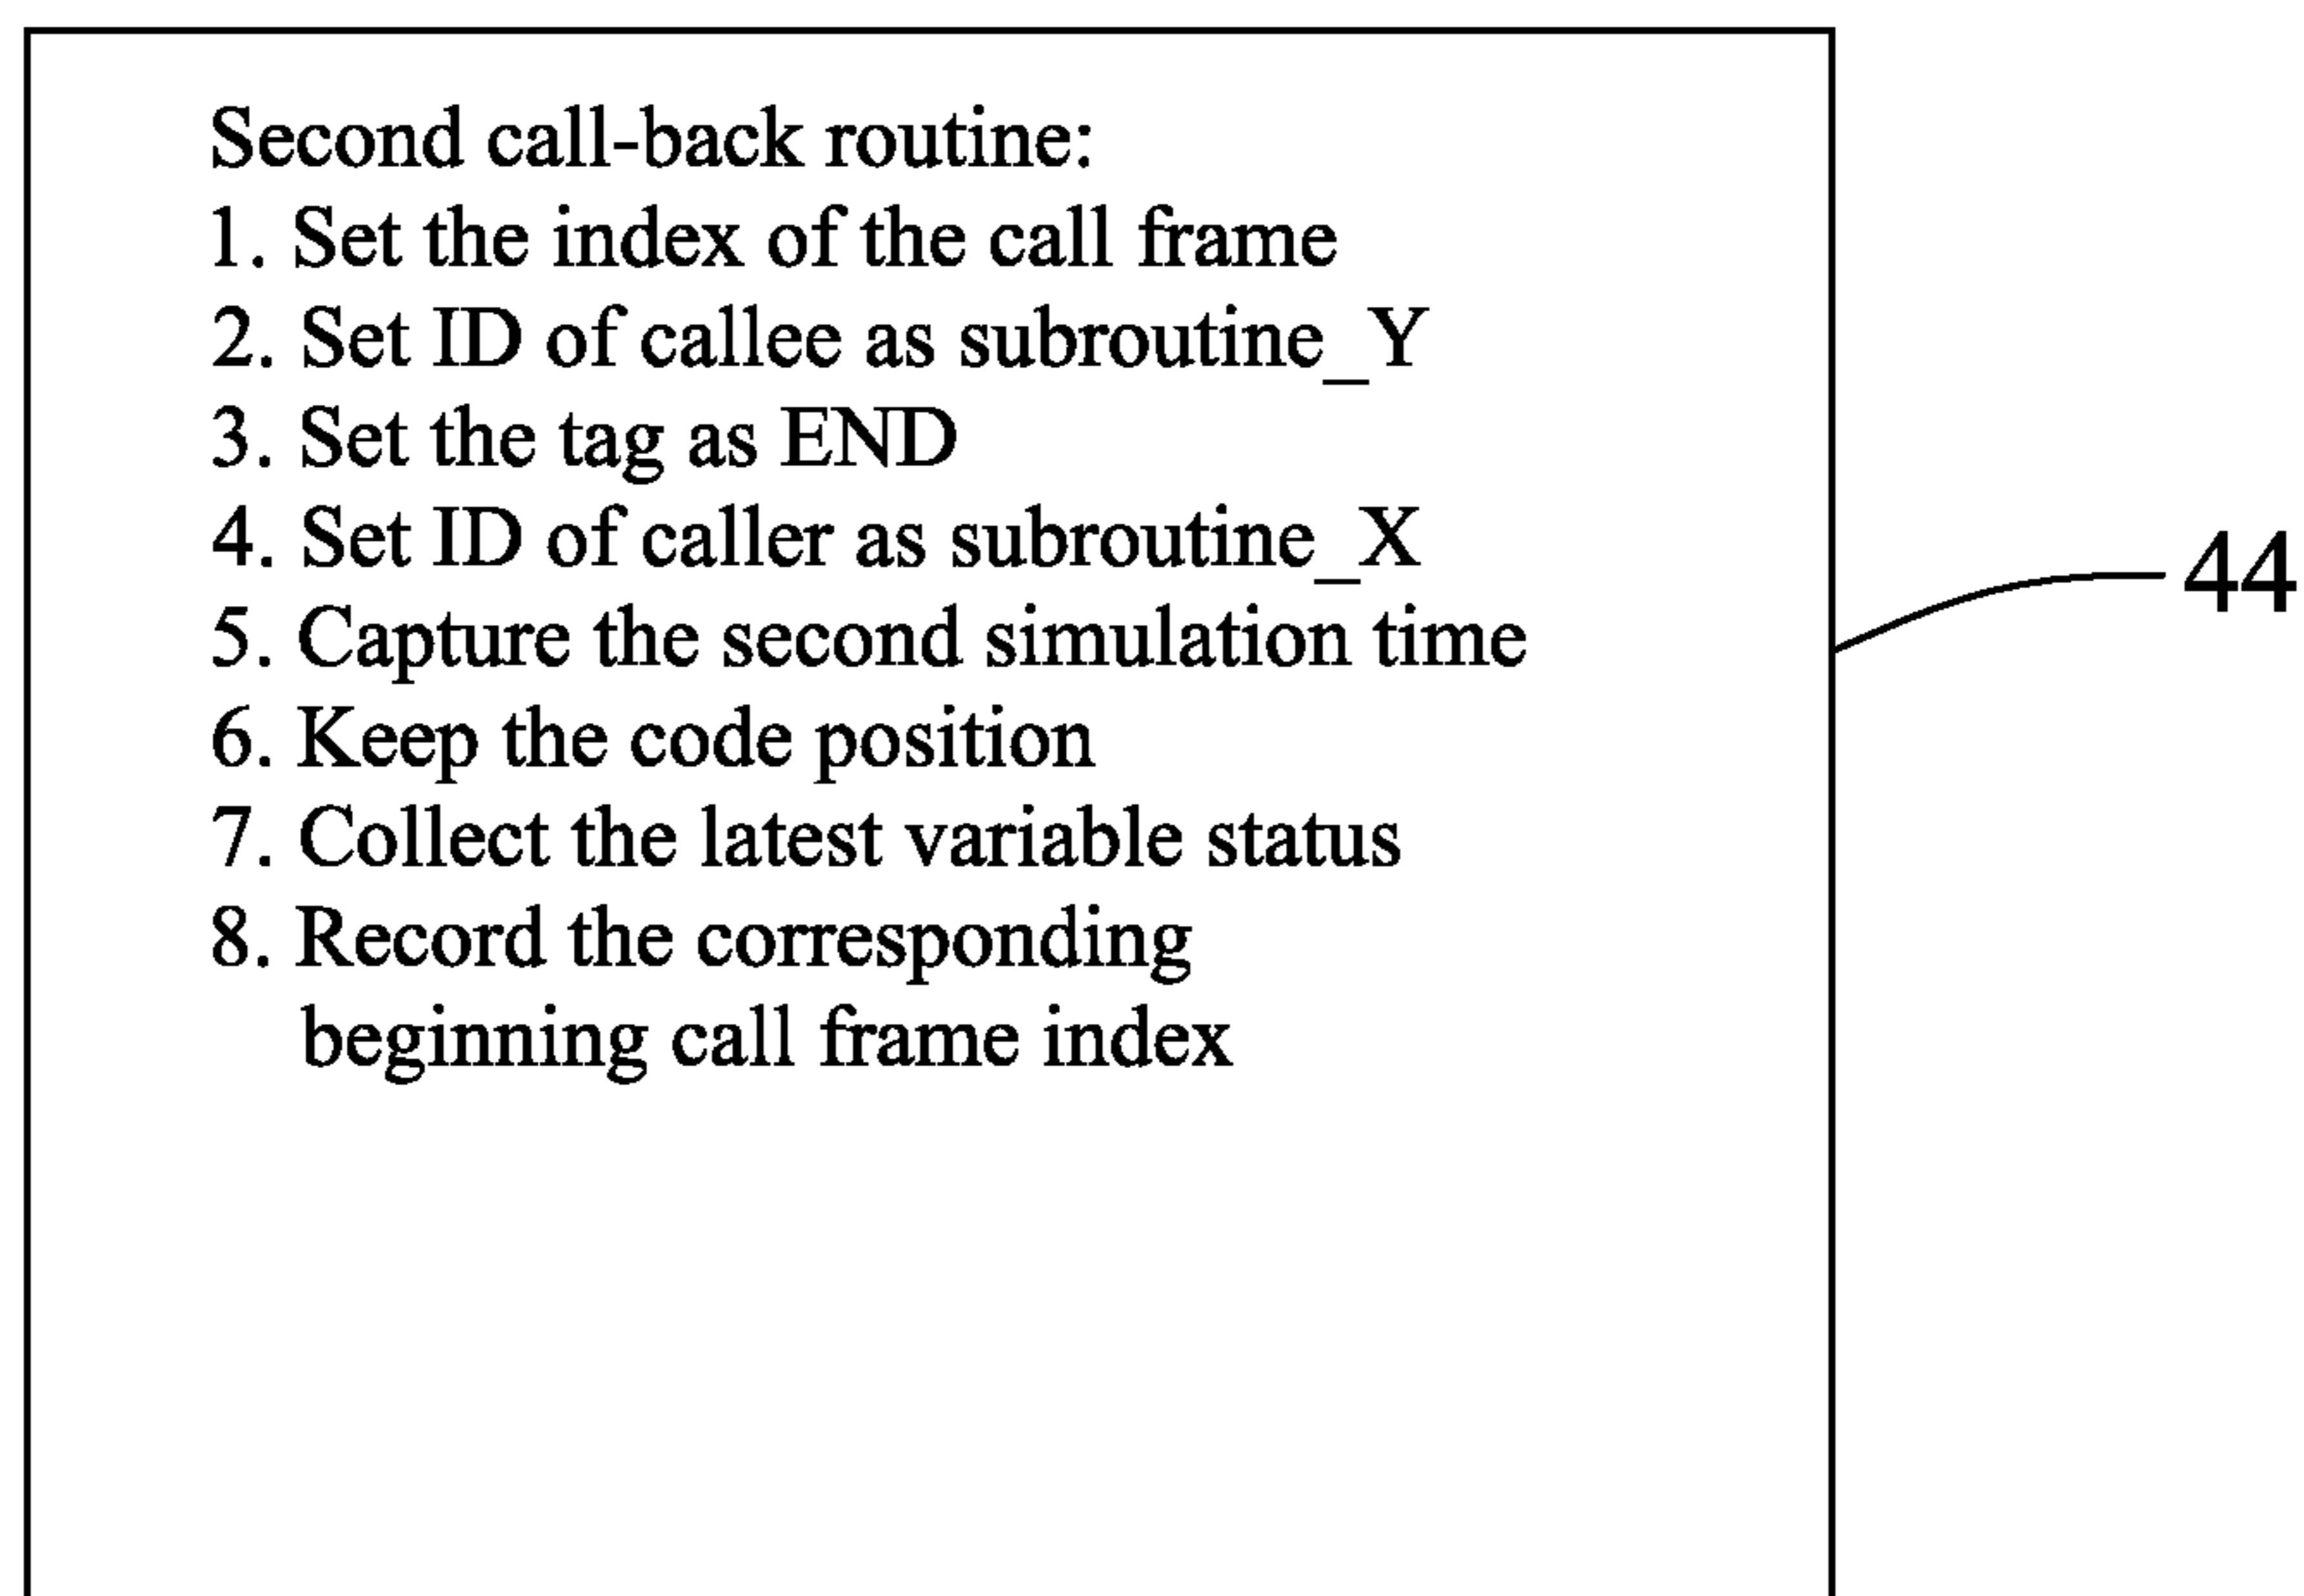 Second call-back routine:
1. Set the index of the call frame
2. Set ID of callee as subroutine_Y
3. Set the tag as END
4. Set ID of caller as subroutine_X
44
5. Capture the second simulation time
6. Keep the code position
7. Collect the latest variable status
8. Record the corresponding
beginning call frame index